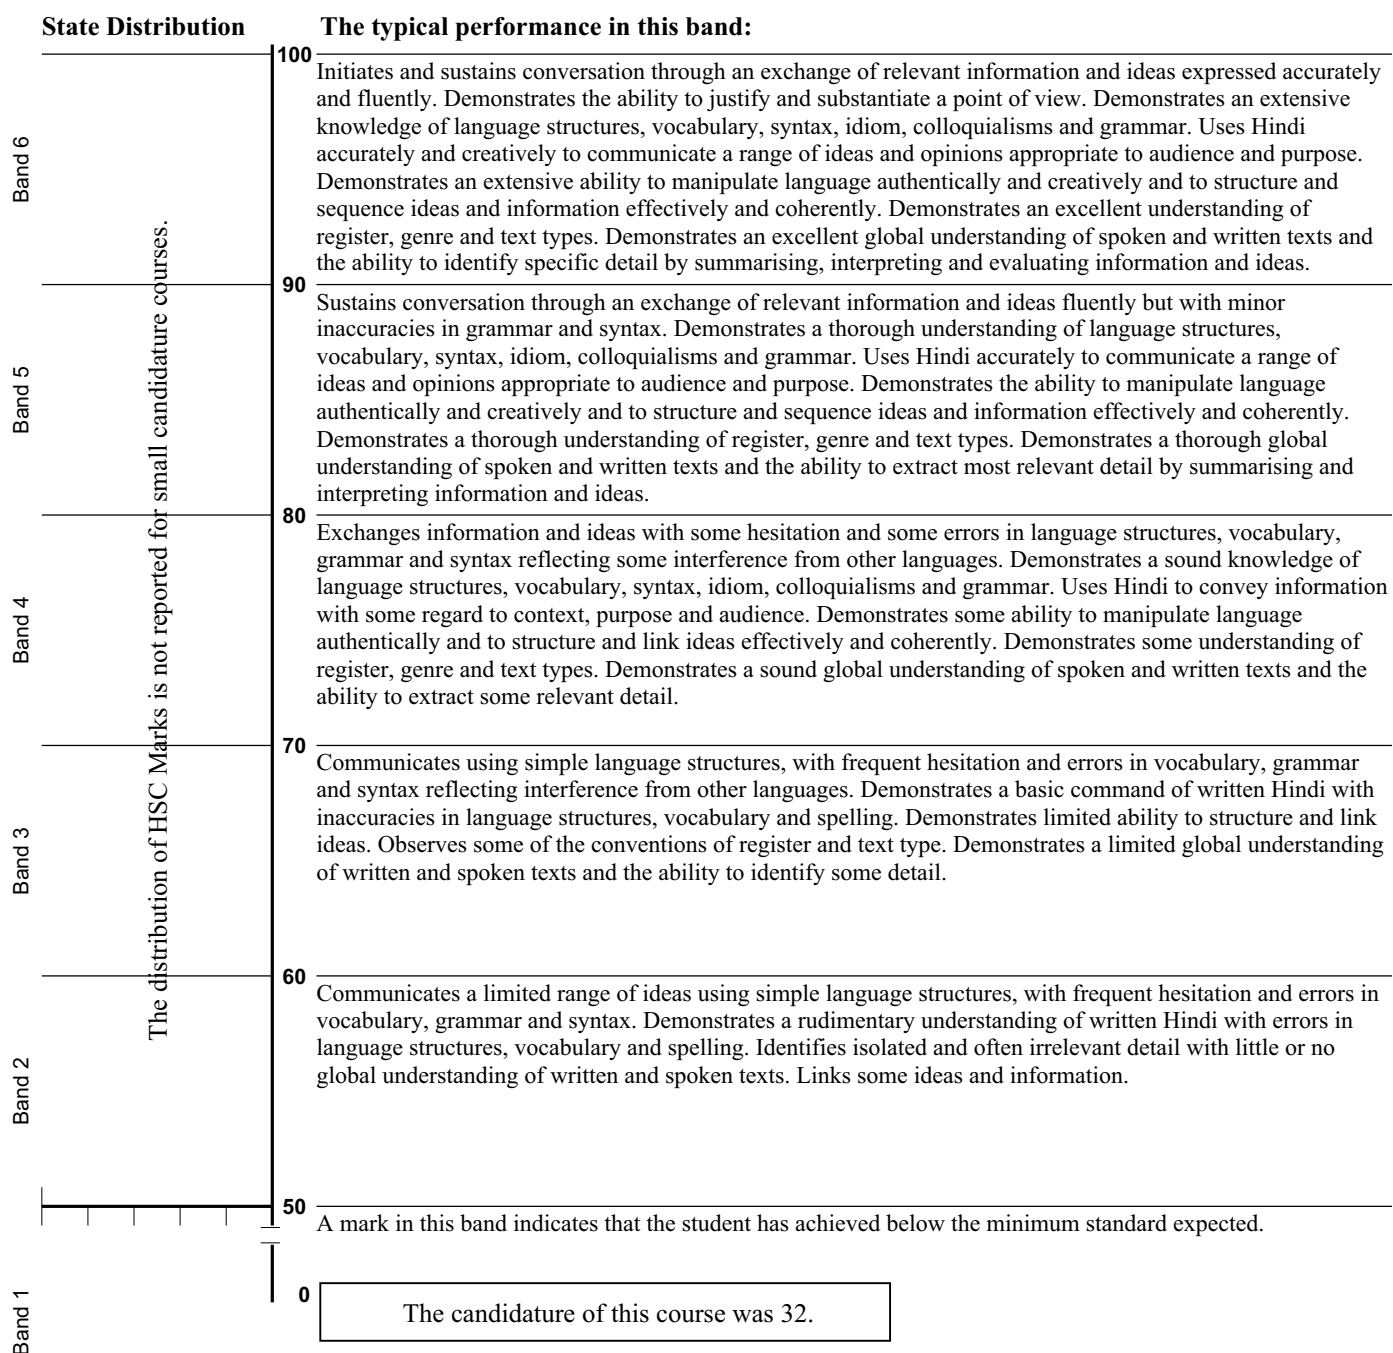 State Distribution
The typical performance in this band:
100
Initiates and sustains conversation through an exchange of relevant information and ideas expressed accurately
and fluently. Demonstrates the ability to justify and substantiate a point of view. Demonstrates an extensive
knowledge of language structures, vocabulary, syntax, idiom, colloquialisms and grammar. Uses Hindi
accurately and creatively to communicate a range of ideas and opinions appropriate to audience and purpose.
Demonstrates an extensive ability to manipulate language authentically and creatively and to structure and
sequence ideas and information effectively and coherently. Demonstrates an excellent understanding of
register, genre and text types. Demonstrates an excellent global understanding of spoken and written texts and
the ability to identify specific detail by summarising, interpreting and evaluating information and ideas.
Band 6
90
Sustains conversation through an exchange of relevant information and ideas fluently but with minor
inaccuracies in grammar and syntax. Demonstrates a thorough understanding of language structures,
vocabulary, syntax, idiom, colloquialisms and grammar. Uses Hindi accurately to communicate a range of
ideas and opinions appropriate to audience and purpose. Demonstrates the ability to manipulate language
authentically and creatively and to structure and sequence ideas and information effectively and coherently.
Demonstrates a thorough understanding of register, genre and text types. Demonstrates a thorough global
understanding of spoken and written texts and the ability to extract most relevant detail by summarising and
interpreting information and ideas.
Band 5
80
Exchanges information and ideas with some hesitation and some errors in language structures, vocabulary,
grammar and syntax reflecting some interference from other languages. Demonstrates a sound knowledge of
language structures, vocabulary, syntax, idiom, colloquialisms and grammar. Uses Hindi to convey information
with some regard to context, purpose and audience. Demonstrates some ability to manipulate language
authentically and to structure and link ideas effectively and coherently. Demonstrates some understanding of
register, genre and text types. Demonstrates a sound global understanding of spoken and written texts and the
ability to extract some relevant detail.
Band 4
The distribution of HSC Marks is not reported for small candidature courses.
70
Communicates using simple language structures, with frequent hesitation and errors in vocabulary, grammar
and syntax reflecting interference from other languages. Demonstrates a basic command of written Hindi with
inaccuracies in language structures, vocabulary and spelling. Demonstrates limited ability to structure and link
ideas. Observes some of the conventions of register and text type. Demonstrates a limited global understanding
of written and spoken texts and the ability to identify some detail.
Band 3
60
Communicates a limited range of ideas using simple language structures, with frequent hesitation and errors in
vocabulary, grammar and syntax. Demonstrates a rudimentary understanding of written Hindi with errors in
language structures, vocabulary and spelling. Identifies isolated and often irrelevant detail with little or no
global understanding of written and spoken texts. Links some ideas and information.
Band 2
50
A mark in this band indicates that the student has achieved below the minimum standard expected.
0
Band 1
The candidature of this course was 32.